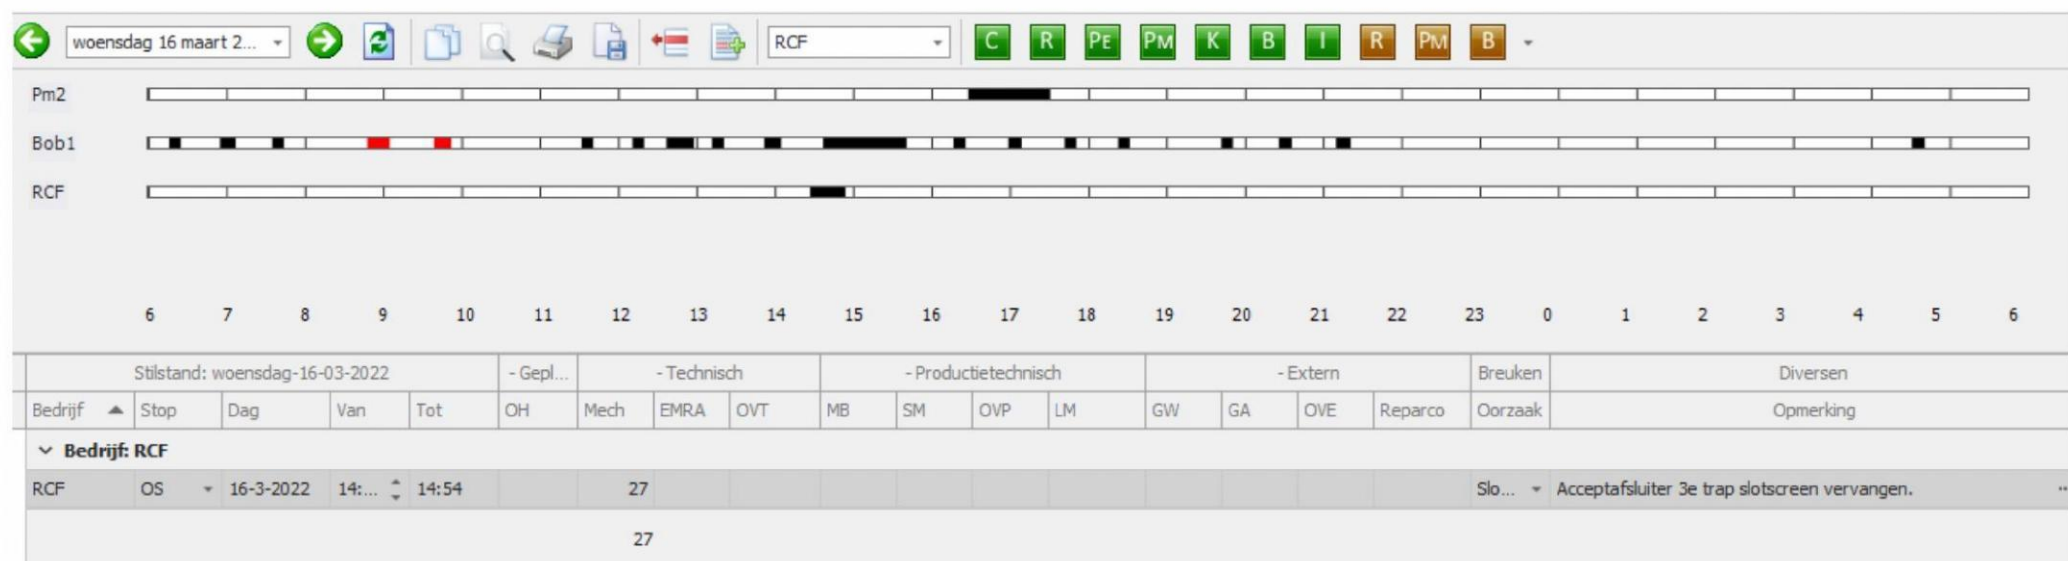 woensdag 16 maart 2... RCF C R PE PM K B I R PM B
Pm2
Bob1
RCF
6 7 8 9 10 11 12 13 14 15 16 17 18 19 20 21 22 23 0 1 2 3 4 5 6
Stilstand: woensdag-16-03-2022 - Gepl... - Technisch - Productietechnisch - Extern Breuken Diversen
Bedrijf Stop Dag Van Tot OH Mech EMRA OVT MB SM OVP LM GW GA OVE Reparco Oorzaak Opmerking
Bedrijf: RCF
RCF OS 16-3-2022 14:... 14:54 27 Slo... Acceptafsluiter 3e trap slotscreen vervangen. ...
27